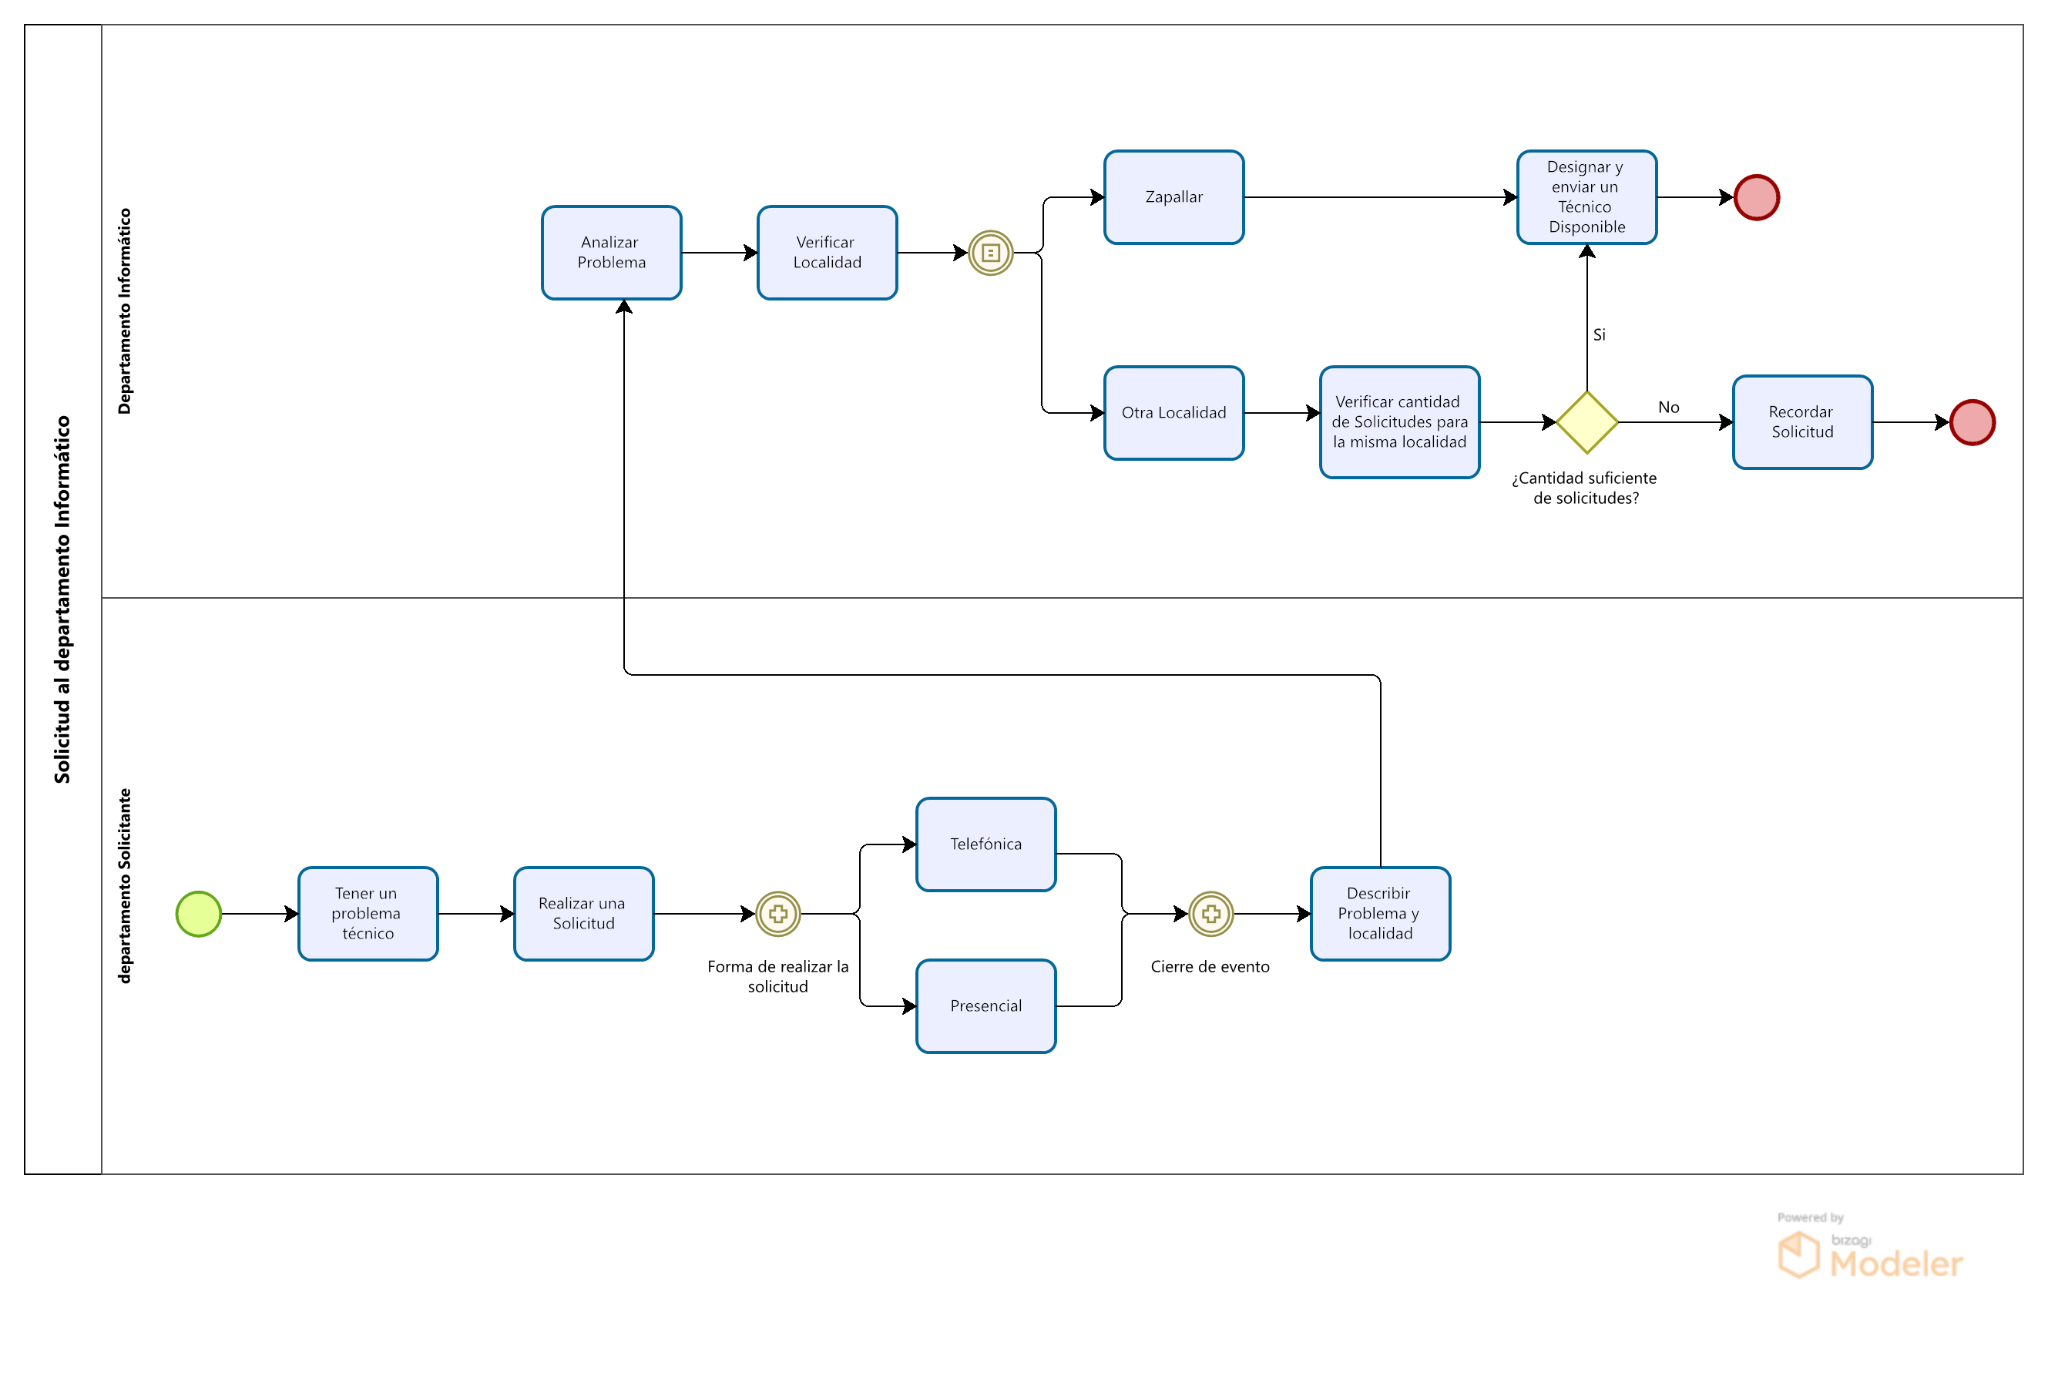 Solicitud al departamento Informático
Departamento Informático
Analizar
Problema
Verificar
Localidad
Zapallar
Designar y
enviar un
Técnico
Disponible
Si
Otra Localidad
Verificar cantidad
de Solicitudes para
la misma localidad
No
Recordar
Solicitud
¿Cantidad suficiente
de solicitudes?
departamento Solicitante
Tener un
problema
técnico
Realizar una
Solicitud
Forma de realizar la
solicitud
Telefónica
Presencial
Cierre de evento
Describir
Problema y
localidad
Powered by
bizagi
Modeler